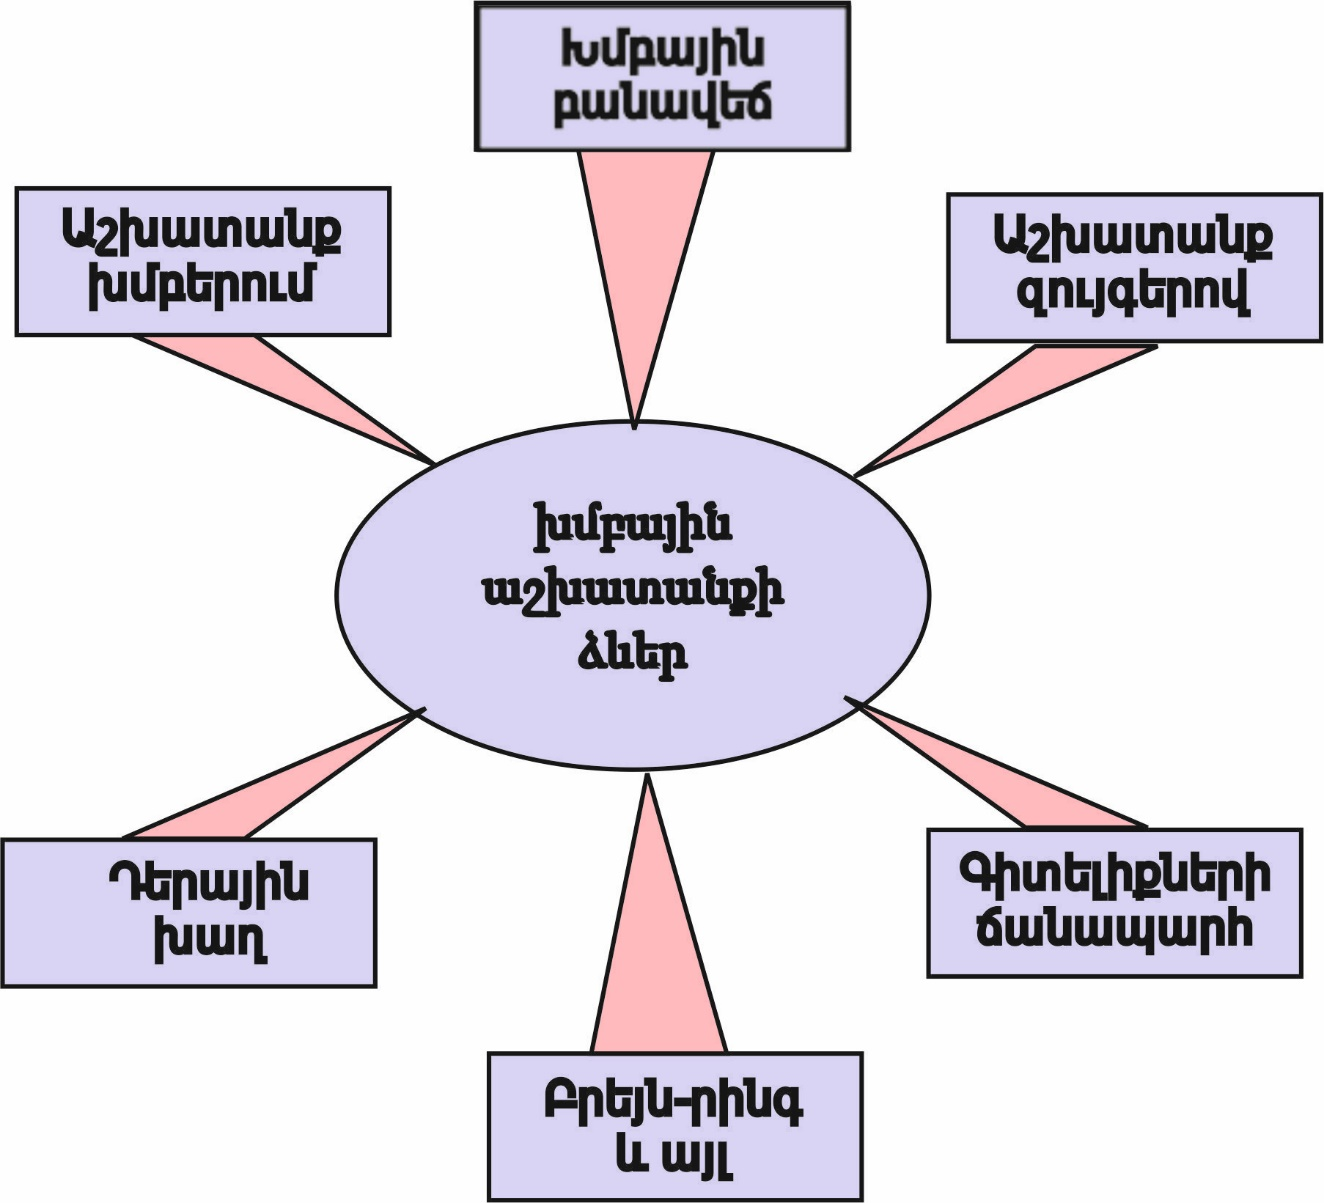 Խմբային
բանավեճ
Աշխատանք
խմբերում
Աշխատանք
զույգերով
խմբային
աշխատանքի
ձևեր
Դերային
խաղ
Գիտելիքների
ճանապարհ
Բրեյն-րինգ
և այլ